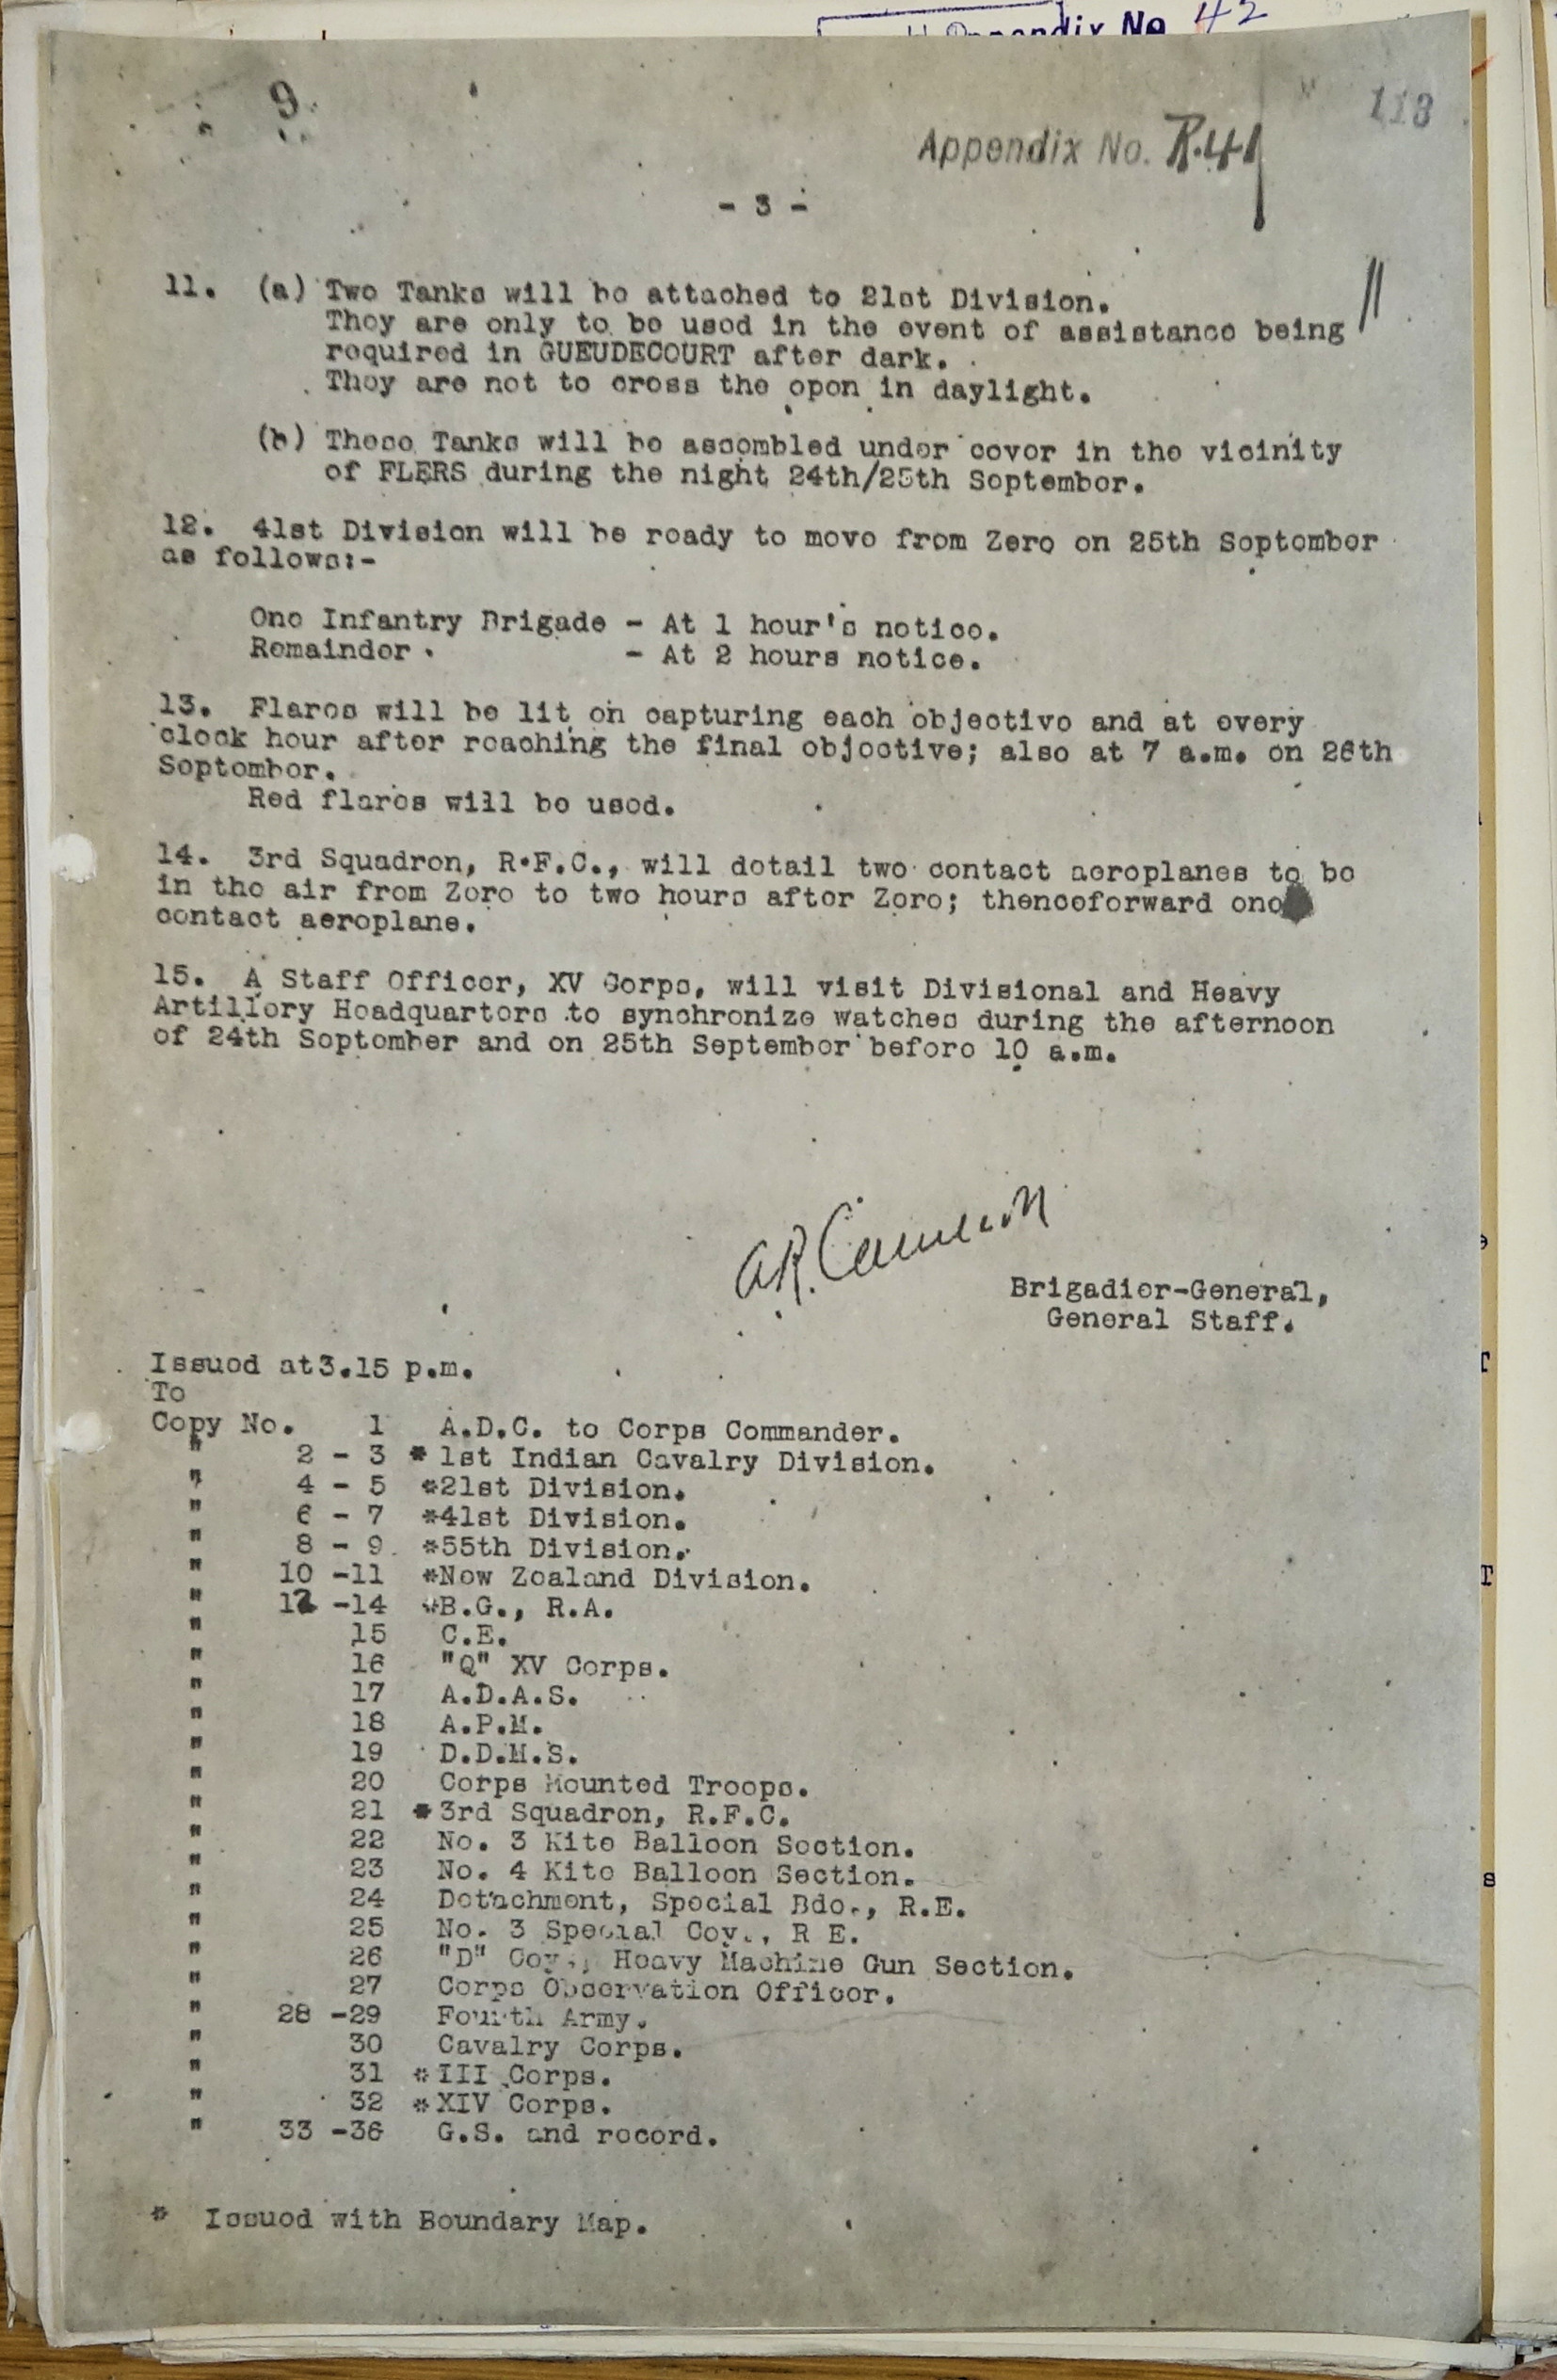 Appendix No 42
9.
113
Appendix No. R.41
- 3 -
11. (a) Two Tanks will be attached to 21st Division.
They are only to be used in the event of assistance being
required in GUEUDECOURT after dark.
They are not to cross the open in daylight.
(b) These Tanks will be assembled under cover in the vicinity
of FLERS during the night 24th/25th September.
12. 41st Division will be ready to move from Zero on 25th September
as follows:-
One Infantry Brigade - At 1 hour's notice.
Remainder. - At 2 hours notice.
13. Flares will be lit on capturing each objective and at every
clock hour after reaching the final objective; also at 7 a.m. on 26th
September.
Red flares will be used.
14. 3rd Squadron, R.F.C., will detail two contact aeroplanes to be
in the air from Zero to two hours after Zero; thenceforward one
contact aeroplane.
15. A Staff Officer, XV Corps, will visit Divisional and Heavy
Artillery Headquarters to synchronize watches during the afternoon
of 24th September and on 25th September before 10 a.m.
A.R. Cameron
Brigadier-General,
General Staff.
Issued at 3.15 p.m.
To
Copy No. 1 A.D.C. to Corps Commander.
" 2 - 3 * 1st Indian Cavalry Division.
" 4 - 5 *21st Division.
" 6 - 7 *41st Division.
" 8 - 9 *55th Division.
" 10 -11 *New Zealand Division.
" 12 -14 *B.G., R.A.
" 15 C.E.
" 16 "Q" XV Corps.
" 17 A.D.A.S.
" 18 A.P.M.
" 19 D.D.M.S.
" 20 Corps Mounted Troops.
" 21 * 3rd Squadron, R.F.C.
" 22 No. 3 Kite Balloon Section.
" 23 No. 4 Kite Balloon Section.
" 24 Detachment, Special Bde., R.E.
" 25 No. 3 Special Coy., R E.
" 26 "D" Coy., Heavy Machine Gun Section.
" 27 Corps Observation Officer.
" 28 -29 Fourth Army.
" 30 Cavalry Corps.
" 31 * III Corps.
" 32 * XIV Corps.
" 33 -36 G.S. and record.
* Issued with Boundary Map.